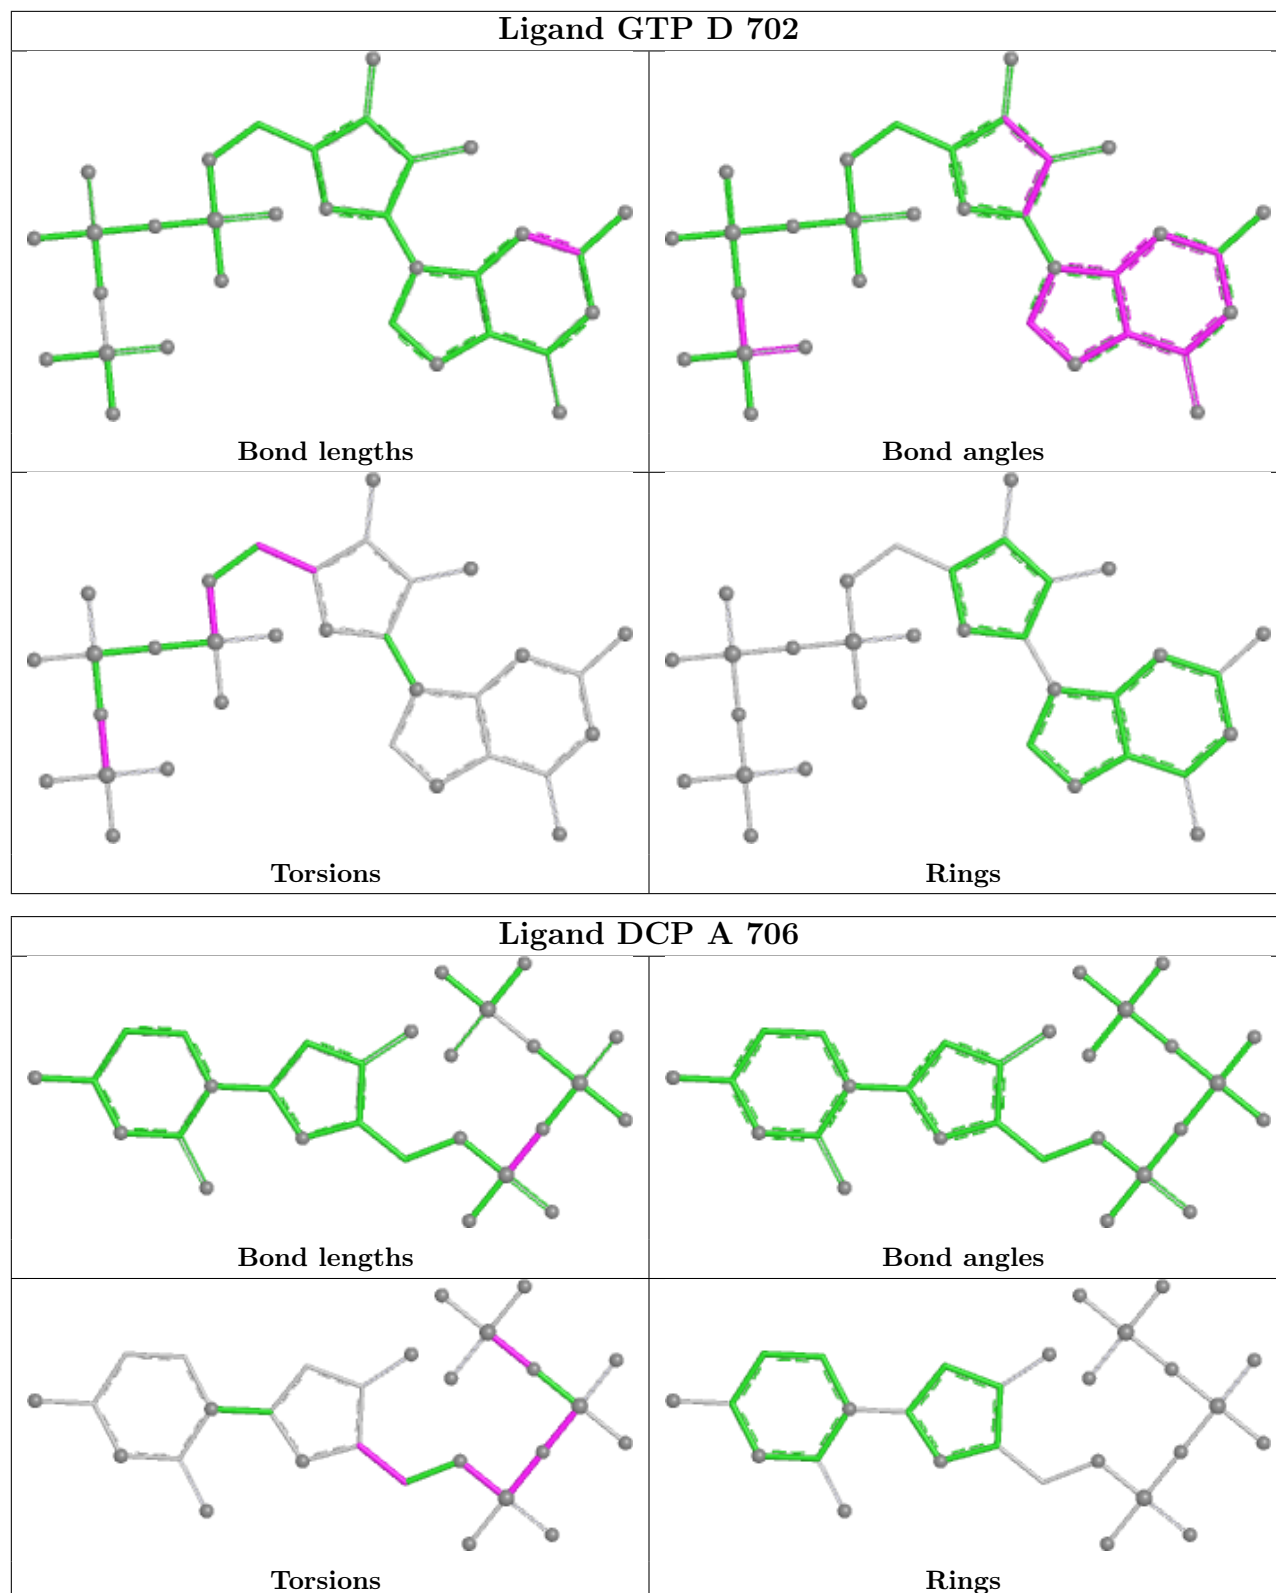 Ligand GTP D 702
Bond lengths
Bond angles
Torsions
Rings
Ligand DCP A 706
Bond lengths
Bond angles
Torsions
Rings